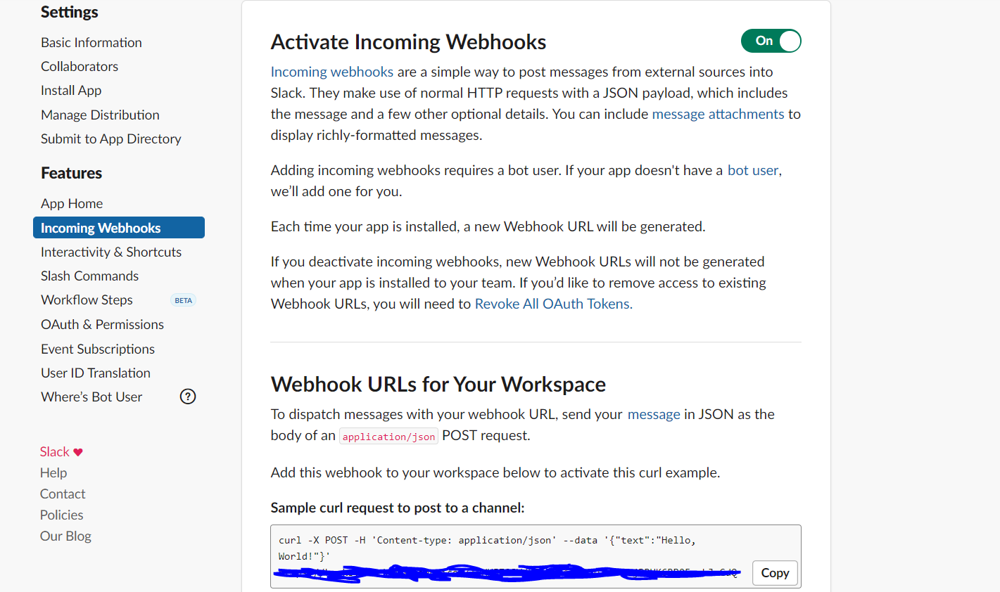 Settings
Basic Information
Collaborators
Install App
Manage Distribution
Submit to App Directory
Features
App Home
Incoming Webhooks
Interactivity & Shortcuts
Slash Commands
Workflow Steps BETA
OAuth & Permissions
Event Subscriptions
User ID Translation
Where’s Bot User ?
Slack ♥
Help
Contact
Policies
Our Blog
Activate Incoming Webhooks On
Incoming webhooks are a simple way to post messages from external sources into
Slack. They make use of normal HTTP requests with a JSON payload, which includes
the message and a few other optional details. You can include message attachments to
display richly-formatted messages.
Adding incoming webhooks requires a bot user. If your app doesn't have a bot user,
we’ll add one for you.
Each time your app is installed, a new Webhook URL will be generated.
If you deactivate incoming webhooks, new Webhook URLs will not be generated
when your app is installed to your team. If you’d like to remove access to existing
Webhook URLs, you will need to Revoke All OAuth Tokens.
Webhook URLs for Your Workspace
To dispatch messages with your webhook URL, send your message in JSON as the
body of an application/json POST request.
Add this webhook to your workspace below to activate this curl example.
Sample curl request to post to a channel:
curl -X POST -H 'Content-type: application/json' --data '{"text":"Hello,
World!"}'
Copy